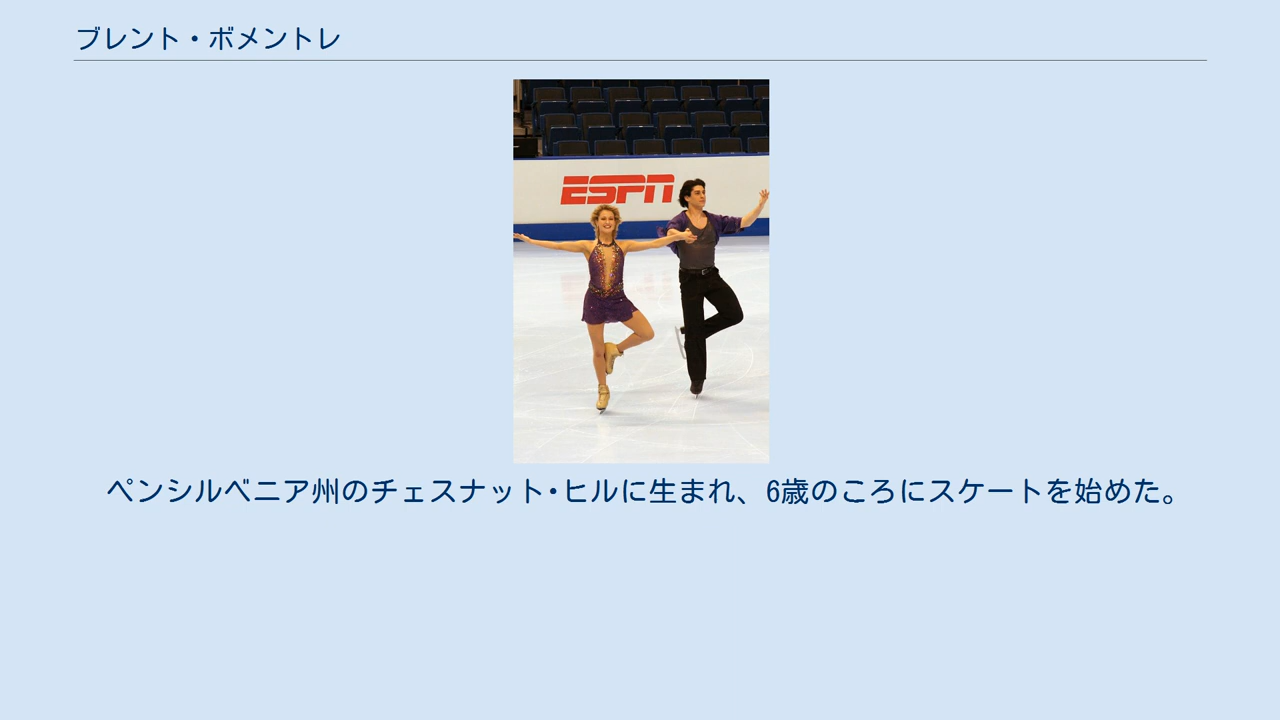 ブレント・ボメントレ
ESPN
ペンシルベニア州のチェスナット・ヒルに生まれ、6歳のころにスケートを始めた。